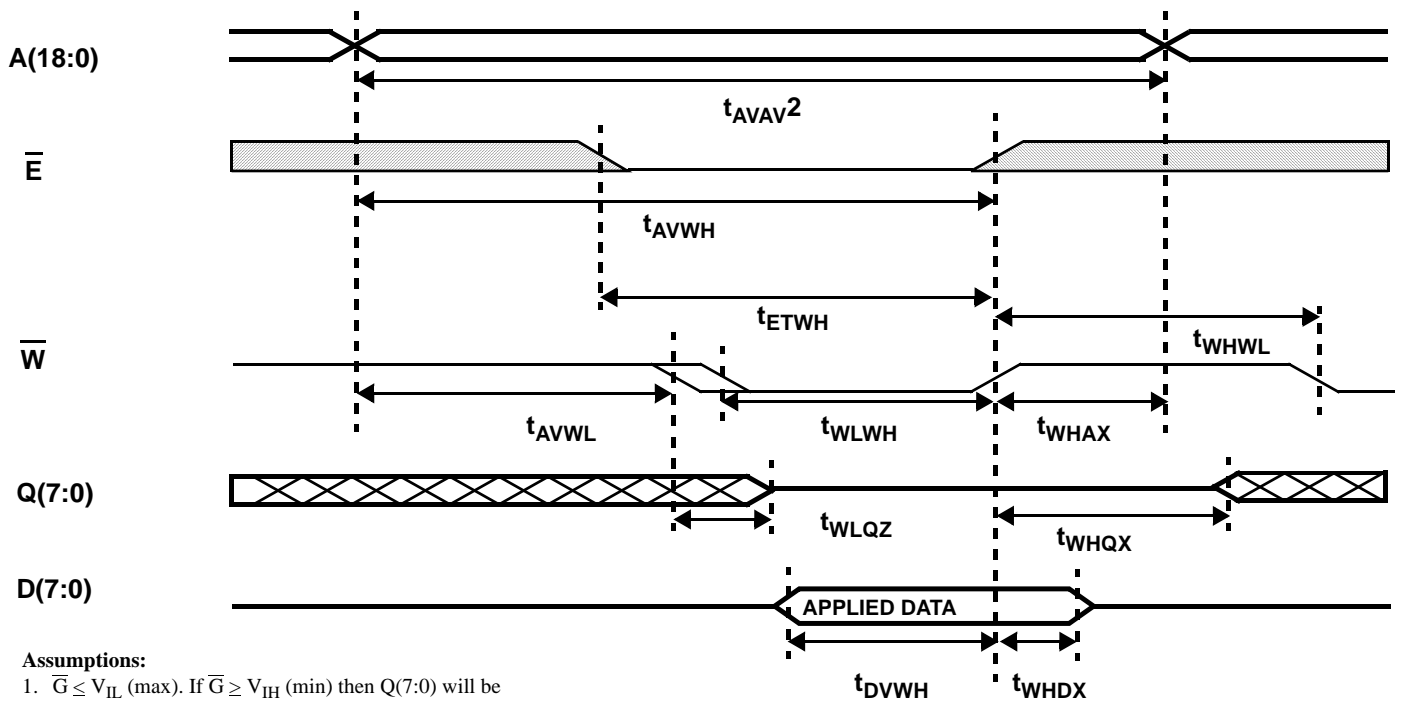 A(18:0)
tAVAV2
E̅
tAVWH
tETWH
W̅
tWHWL
tAVWL
tWLWH
tWHAX
Q(7:0)
tWLQZ
tWHQX
D(7:0)
APPLIED DATA
Assumptions:
1. G̅ ≤ VIL (max). If G̅ ≥ VIH (min) then Q(7:0) will be
tDVWH
tWHDX